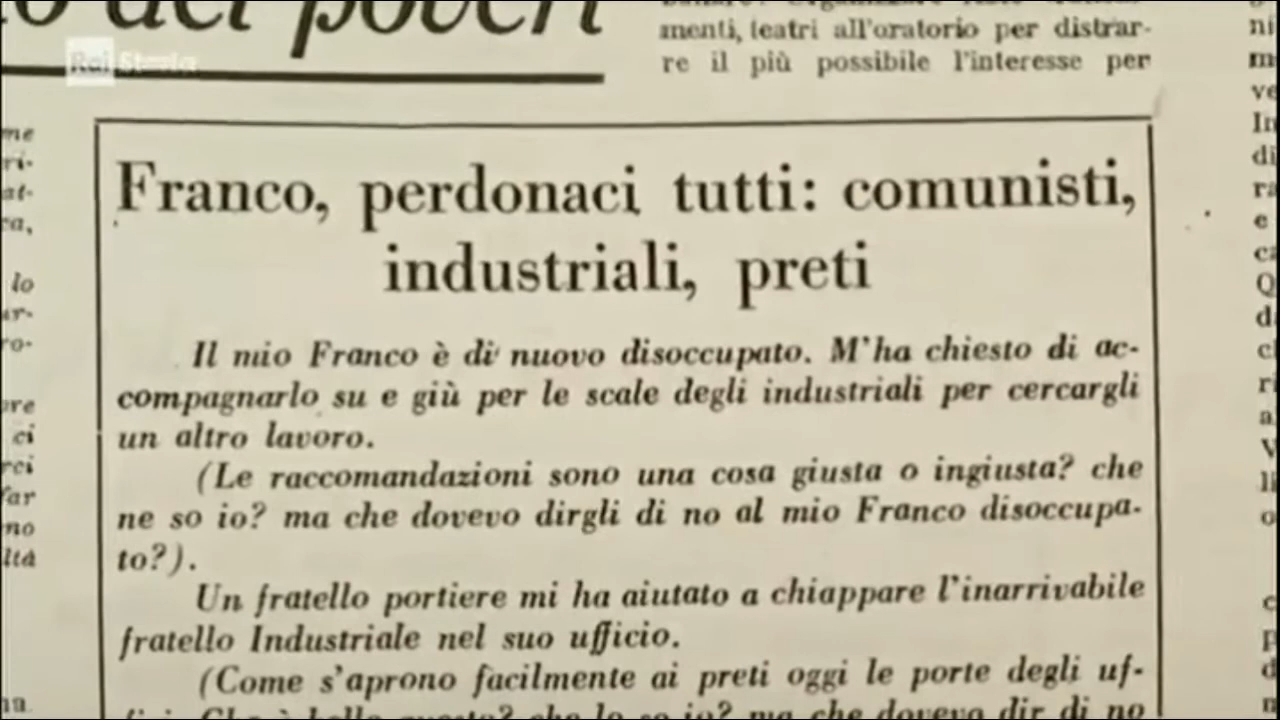 dei poveri
Rai Storia
menti, teatri all'oratorio per distrar-
re il più possibile l'interesse per
Franco, perdonaci tutti: comunisti,
industriali, preti
Il mio Franco è di nuovo disoccupato. M'ha chiesto di ac-
compagnarlo su e giù per le scale degli industriali per cercargli
un altro lavoro.
(Le raccomandazioni sono una cosa giusta o ingiusta? che
ne so io? ma che dovevo dirgli di no al mio Franco disoccupa-
to?).
Un fratello portiere mi ha aiutato a chiappare l'inarrivabile
fratello Industriale nel suo ufficio.
(Come s'aprono facilmente ai preti oggi le porte degli uf-